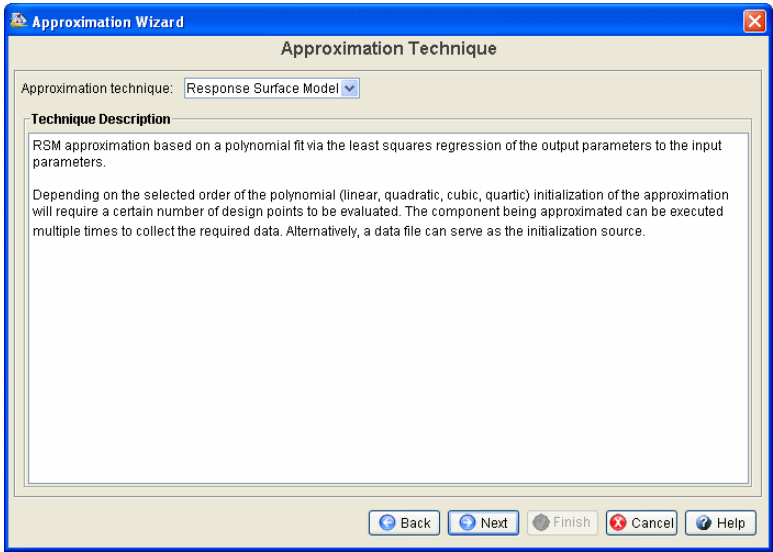 Approximation Wizard
Approximation Technique
Approximation technique: Response Surface Model
Technique Description
RSM approximation based on a polynomial fit via the least squares regression of the output parameters to the input
parameters.
Depending on the selected order of the polynomial (linear, quadratic, cubic, quartic) initialization of the approximation
will require a certain number of design points to be evaluated. The component being approximated can be executed
multiple times to collect the required data. Alternatively, a data file can serve as the initialization source.
Back Next Finish Cancel Help